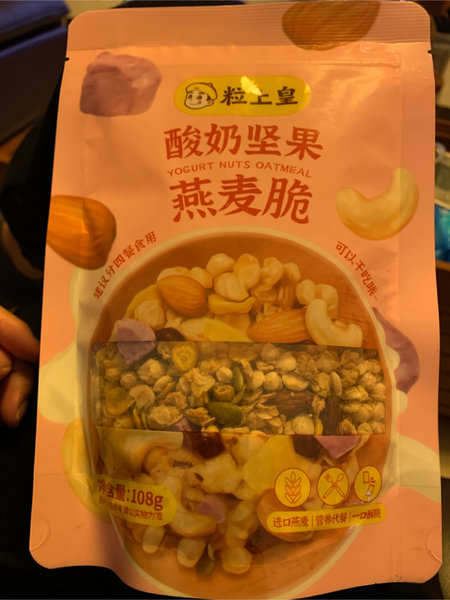 粒上皇
酸奶坚果
YOGURT NUTS OATMEAL
燕麦脆
建议分四餐食用
可以干吃哦~
净含量:108g
进口燕麦 | 营养代餐 | 一口酥脆